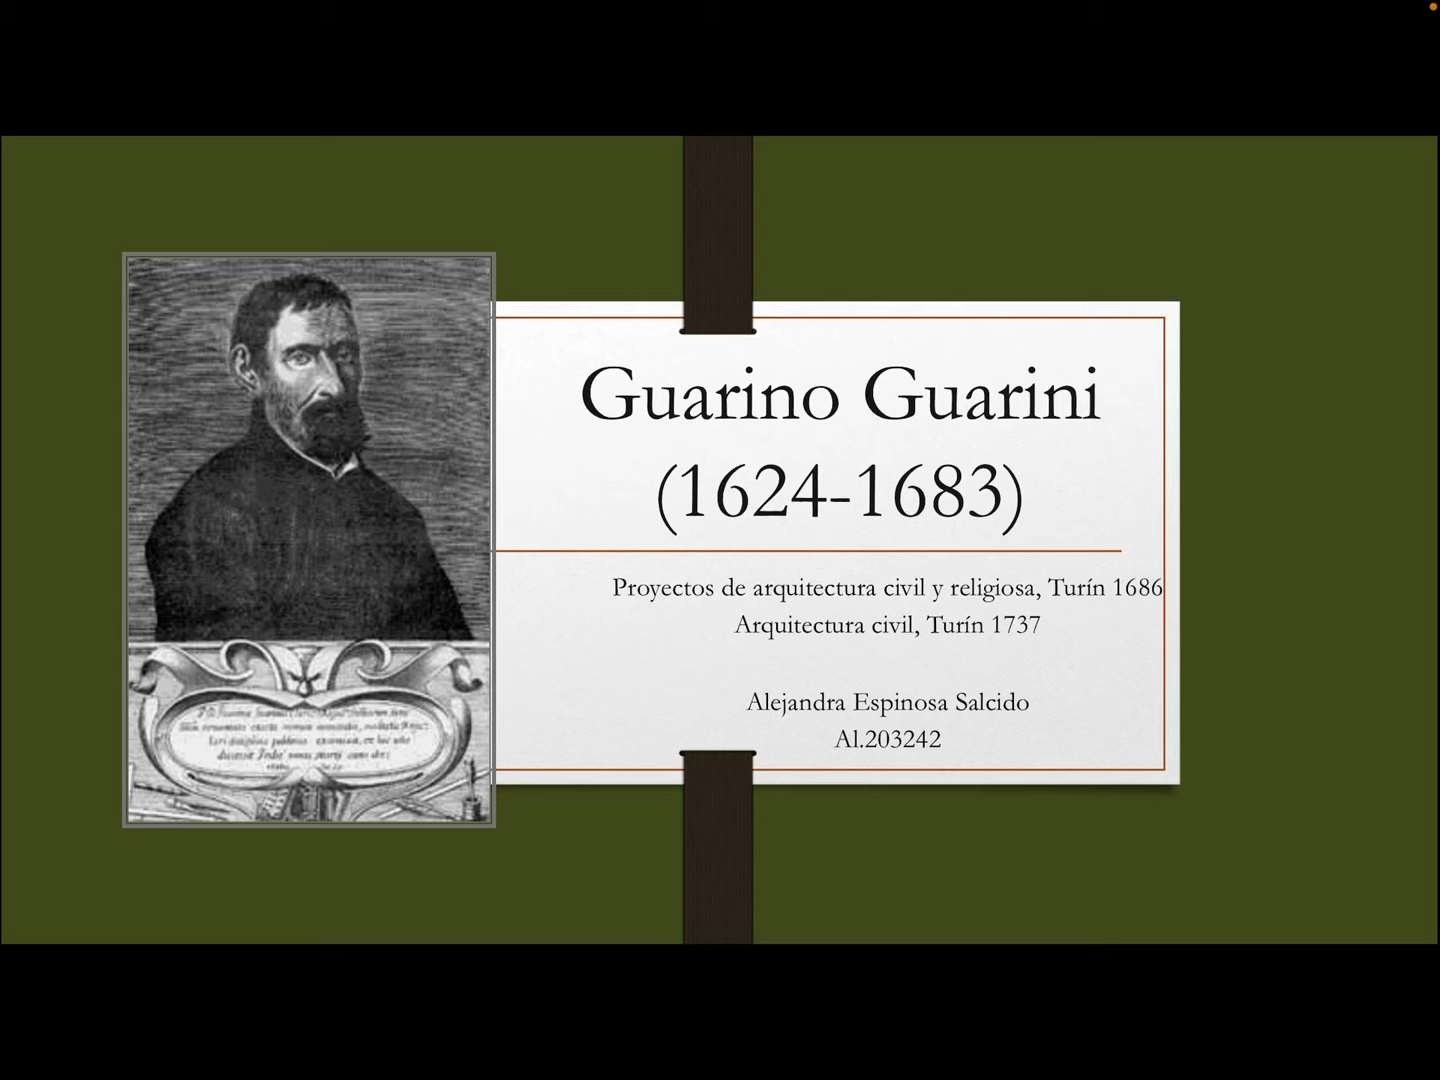 Guarino Guarini
(1624-1683)
Proyectos de arquitectura civil y religiosa, Turín 1686
Arquitectura civil, Turín 1737
Alejandra Espinosa Salcido
Al.203242